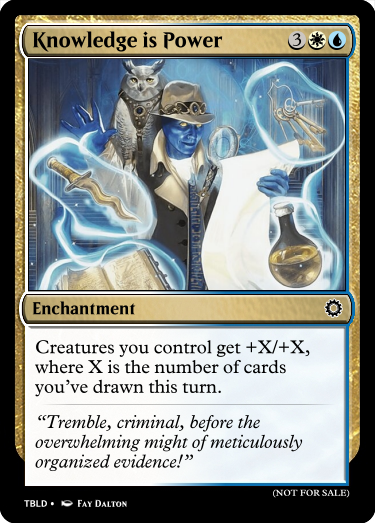 Knowledge is Power 3
Enchantment
Creatures you control get +X/+X,
where X is the number of cards
you’ve drawn this turn.
“Tremble, criminal, before the
overwhelming might of meticulously
organized evidence!”
(NOT FOR SALE)
TBLD • Fay Dalton